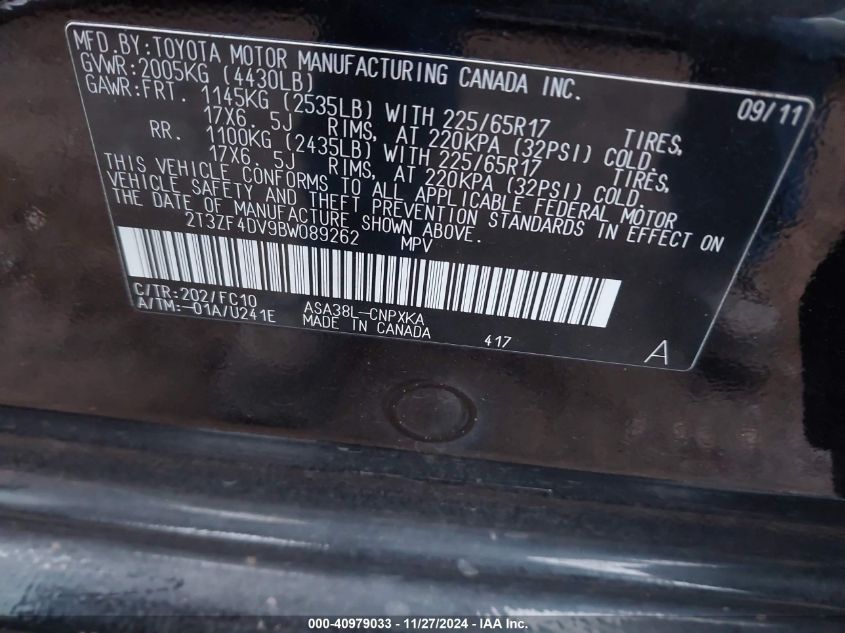 MFD. BY: TOYOTA MOTOR MANUFACTURING CANADA INC.
GVWR: 2005KG (4430LB) 09/11
GAWR: FRT. 1145KG (2535LB) WITH 225/65R17 TIRES,
17X6. 5J RIMS, AT 220KPA (32PSI) COLD.
RR. 1100KG (2435LB) WITH 225/65R17 TIRES,
17X6. 5J RIMS, AT 220KPA (32PSI) COLD.
THIS VEHICLE CONFORMS TO ALL APPLICABLE FEDERAL MOTOR
VEHICLE SAFETY AND THEFT PREVENTION STANDARDS IN EFFECT ON
THE DATE OF MANUFACTURE SHOWN ABOVE.
2T3ZF4DV9BW089262 MPV
C/TR: 202/FC10 ASA38L-CNPXKA
A/TM: -01A/U241E MADE IN CANADA 417 A
000-40979033 - 11/27/2024 - IAA Inc.